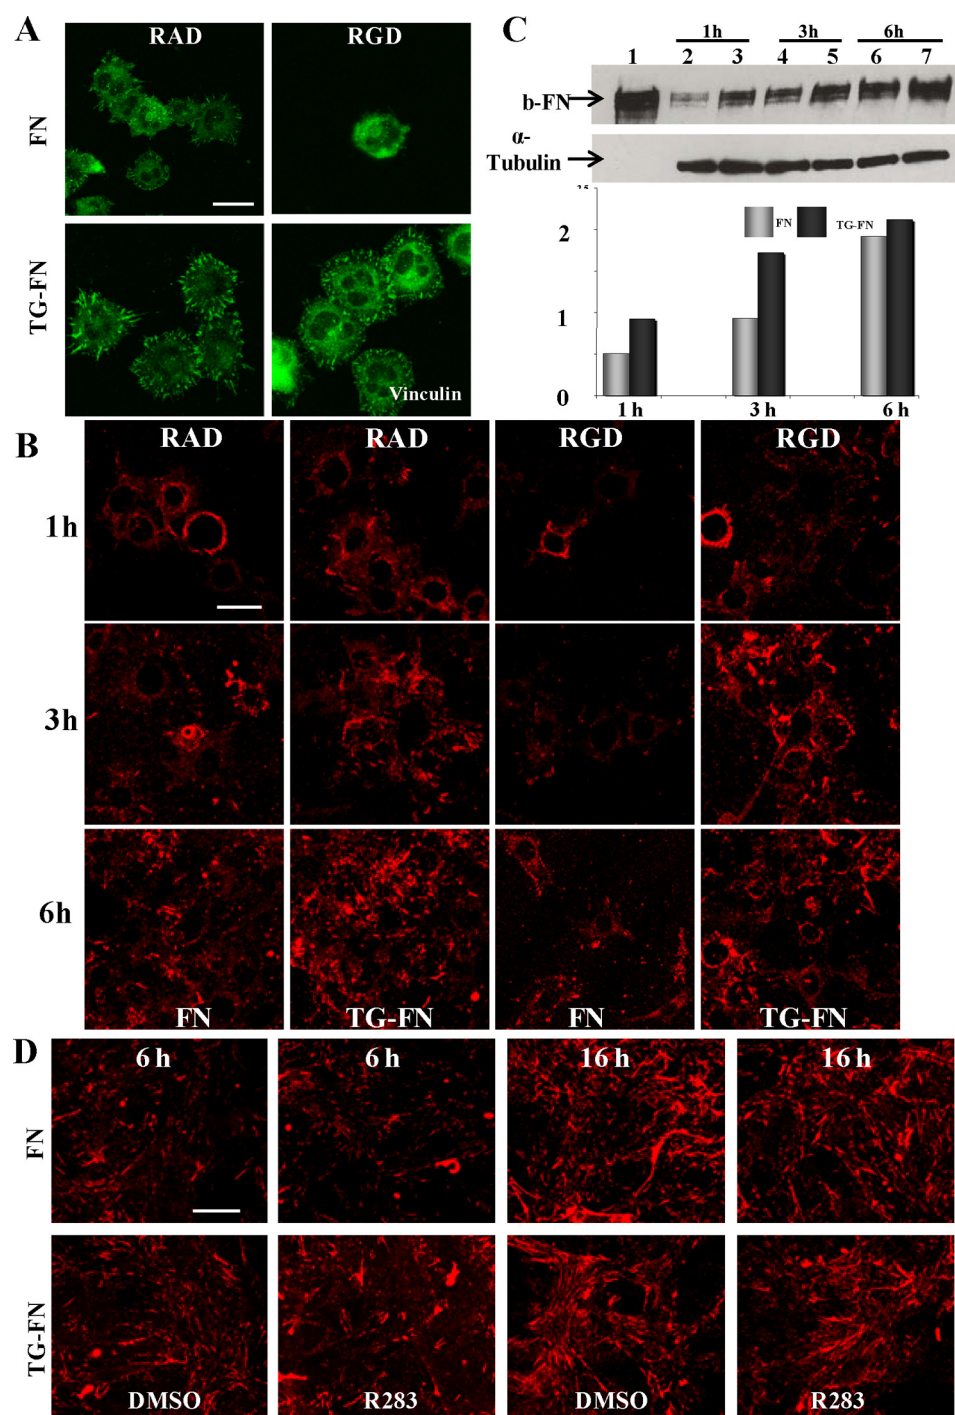 A
RAD
RGD
FN
TG-FN
Vinculin
C
1h
3h
6h
1 2 3 4 5 6 7
b-FN
α-
Tubulin
2.5
2
1
0
FN
TG-FN
1 h
3 h
6 h
B
RAD
RAD
RGD
RGD
1h
3h
6h
FN
TG-FN
FN
TG-FN
D
6 h
6 h
16 h
16 h
FN
TG-FN
DMSO
R283
DMSO
R283